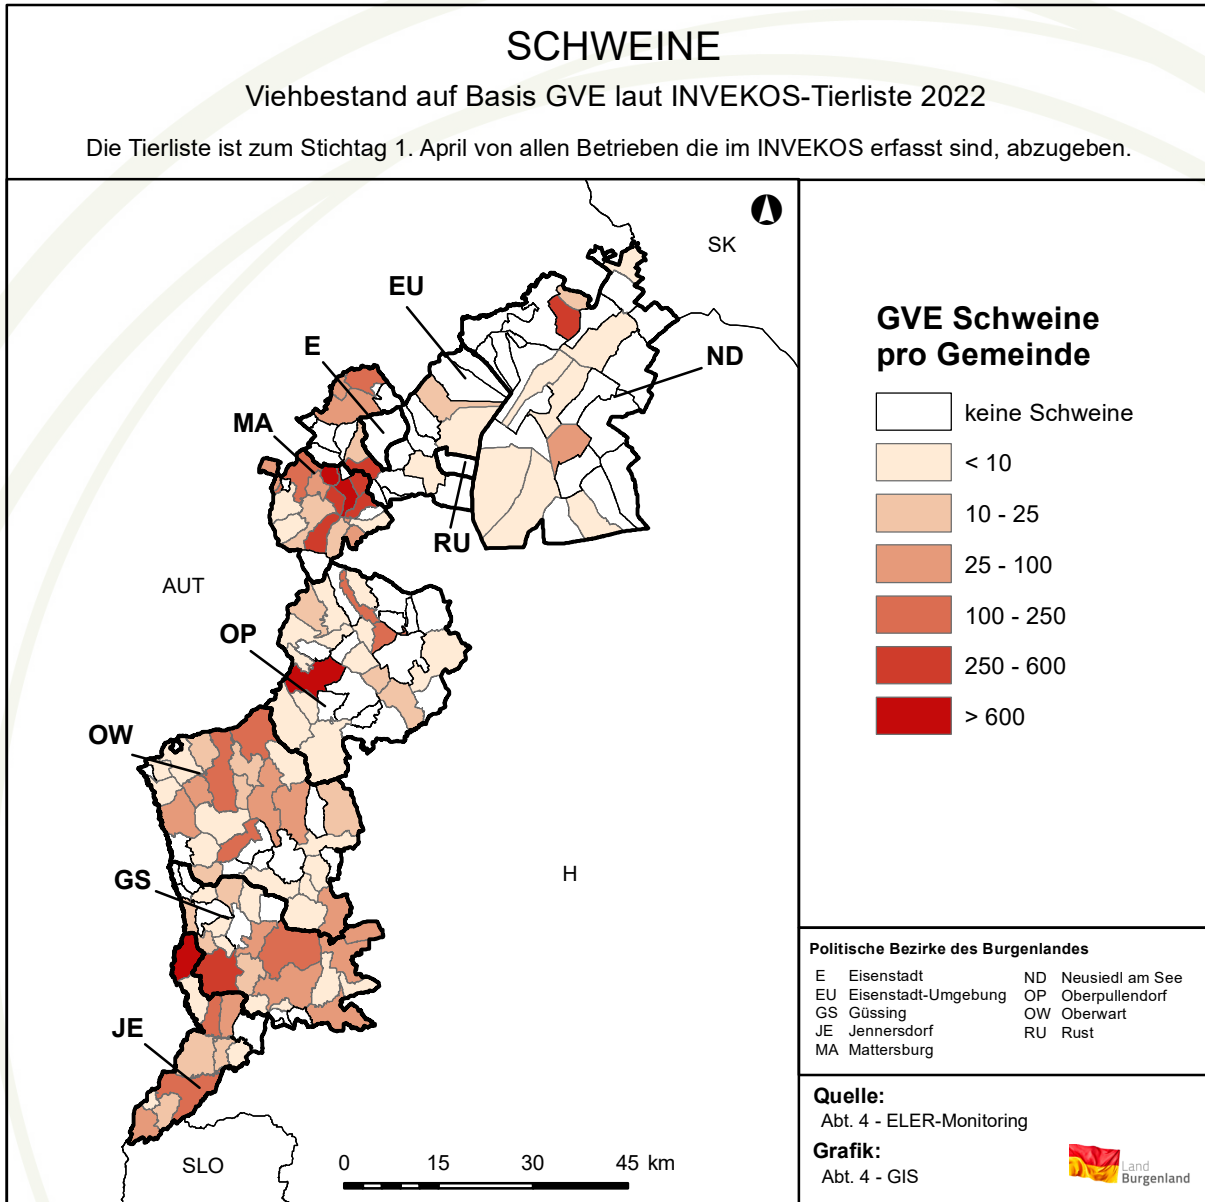 SCHWEINE
Viehbestand auf Basis GVE laut INVEKOS-Tierliste 2022
Die Tierliste ist zum Stichtag 1. April von allen Betrieben die im INVEKOS erfasst sind, abzugeben.
SK
EU
E
ND
MA
RU
AUT
OP
OW
GS
H
JE
SLO
0 15 30 45 km
GVE Schweine
pro Gemeinde
keine Schweine
< 10
10 - 25
25 - 100
100 - 250
250 - 600
> 600
Politische Bezirke des Burgenlandes
E Eisenstadt
EU Eisenstadt-Umgebung
GS Güssing
JE Jennersdorf
MA Mattersburg
ND Neusiedl am See
OP Oberpullendorf
OW Oberwart
RU Rust
Quelle:
Abt. 4 - ELER-Monitoring
Grafik:
Abt. 4 - GIS
Land
Burgenland